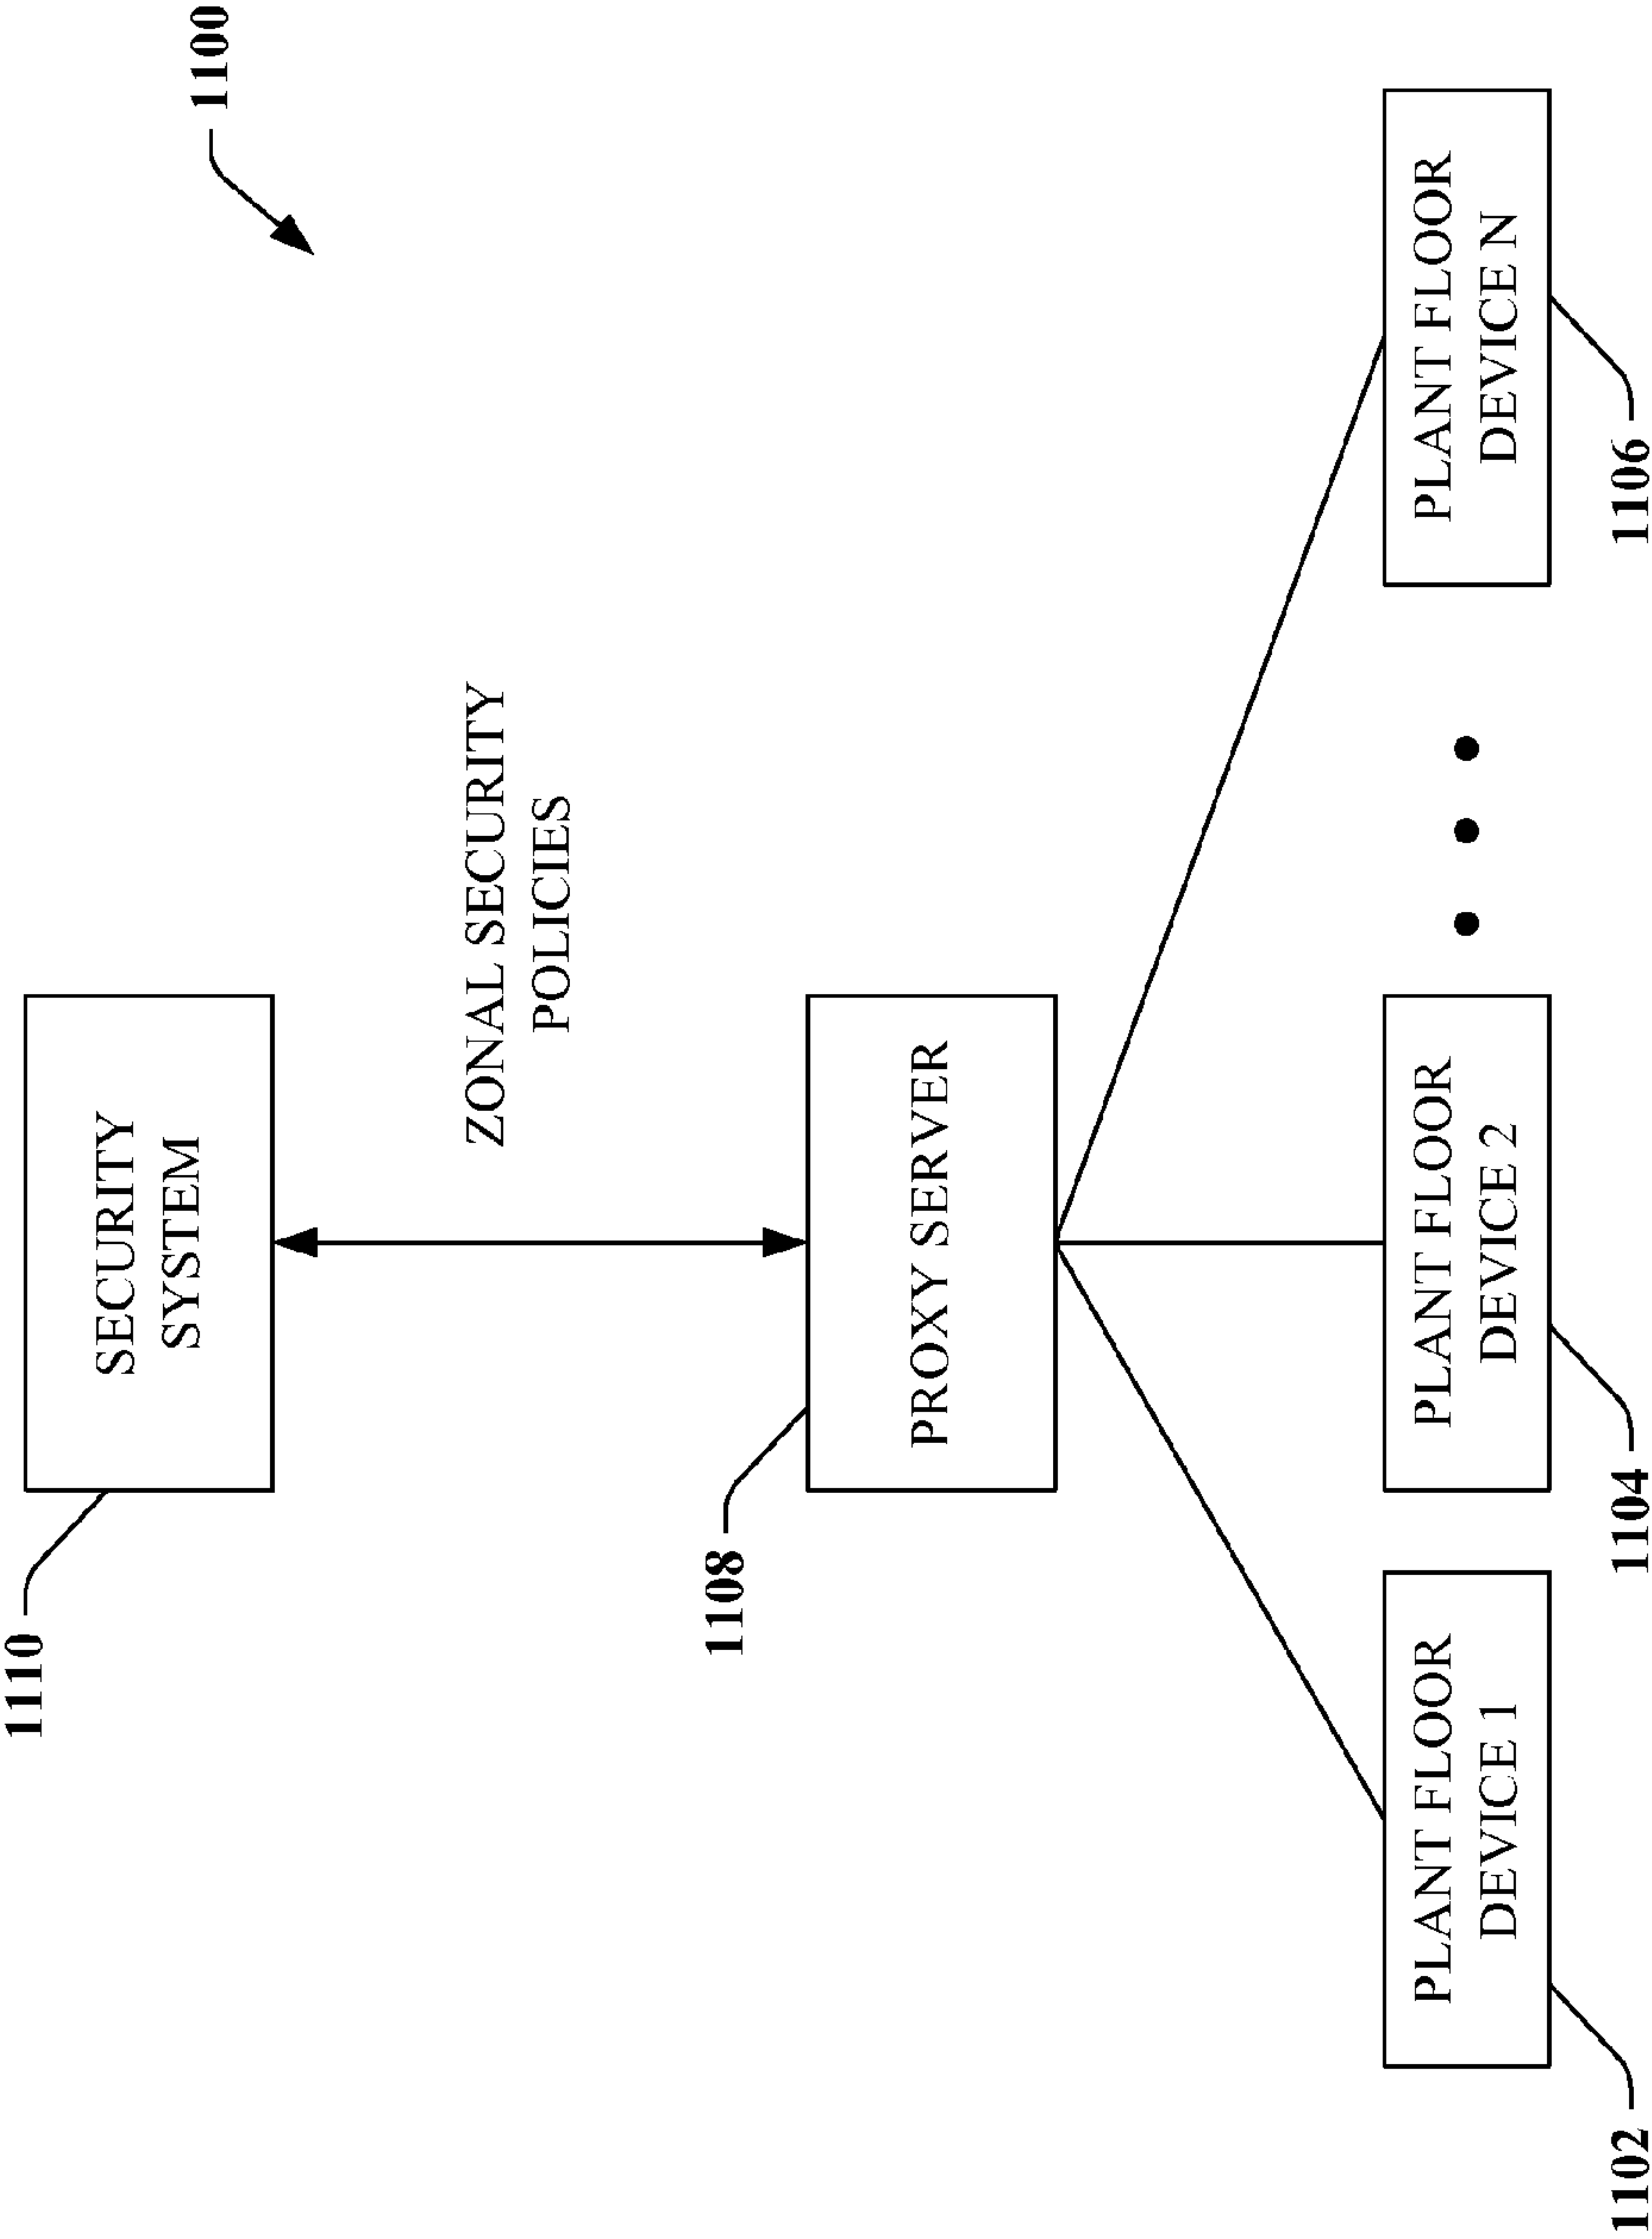 1100
1110
SECURITY
SYSTEM
ZONAL SECURITY
POLICIES
1108
PROXY SERVER
PLANT FLOOR
DEVICE 1
PLANT FLOOR
DEVICE 2
PLANT FLOOR
DEVICE N
1102
1104
1106